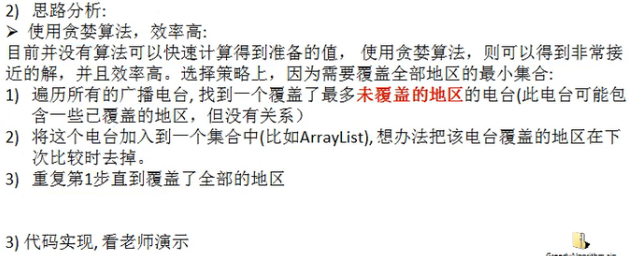 2) 思路分析:
➢ 使用贪婪算法，效率高:
目前并没有算法可以快速计算得到准备的值， 使用贪婪算法，则可以得到非常接
近的解，并且效率高。选择策略上，因为需要覆盖全部地区的最小集合:
1) 遍历所有的广播电台, 找到一个覆盖了最多未覆盖的地区的电台(此电台可能包
含一些已覆盖的地区，但没有关系）
2) 将这个电台加入到一个集合中(比如ArrayList), 想办法把该电台覆盖的地区在下
次比较时去掉。
3) 重复第1步直到覆盖了全部的地区
3) 代码实现, 看老师演示